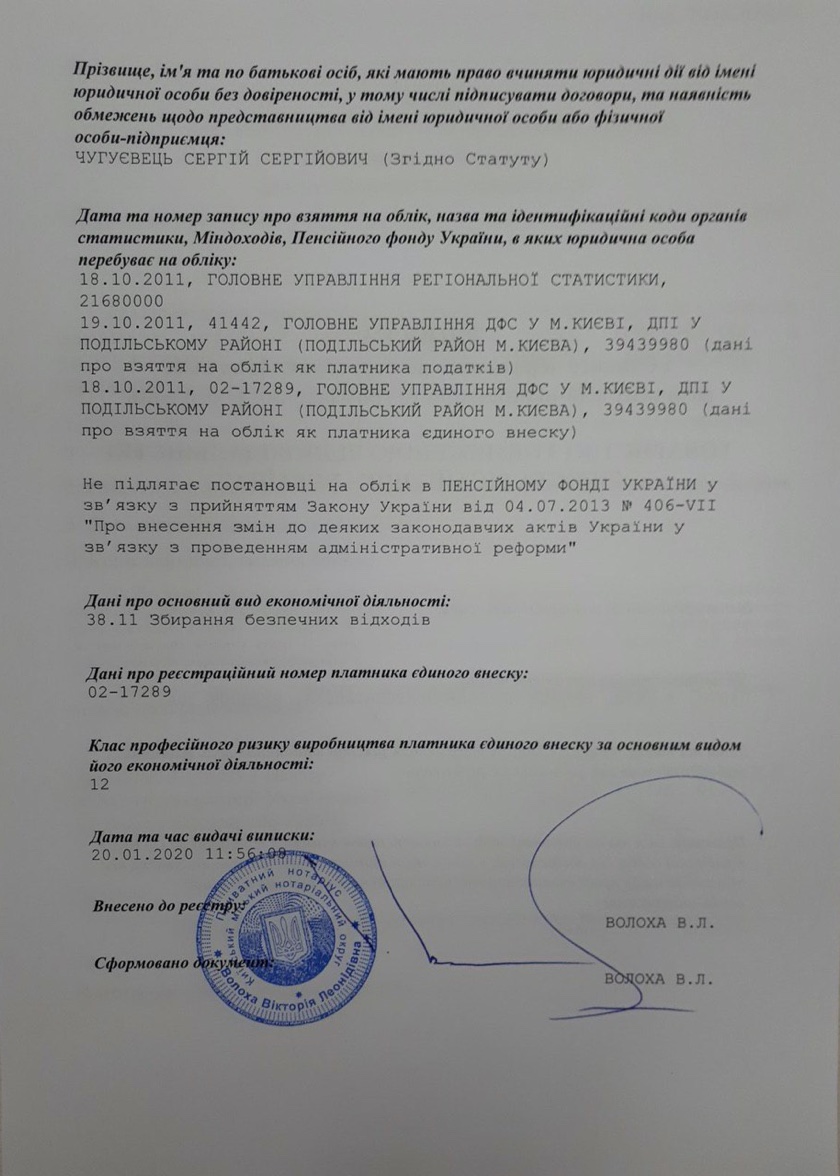 Прізвище, ім'я та по батькові осіб, які мають право вчиняти юридичні дії від імені
юридичної особи без довіреності, у тому числі підписувати договори, та наявність
обмежень щодо представництва від імені юридичної особи або фізичної
особи-підприємця:
ЧУГУЄВЕЦЬ СЕРГІЙ СЕРГІЙОВИЧ (Згідно Статуту)
Дата та номер запису про взяття на облік, назва та ідентифікаційні коди органів
статистики, Міндоходів, Пенсійного фонду України, в яких юридична особа
перебуває на обліку:
18.10.2011, ГОЛОВНЕ УПРАВЛІННЯ РЕГІОНАЛЬНОЇ СТАТИСТИКИ,
21680000
19.10.2011, 41442, ГОЛОВНЕ УПРАВЛІННЯ ДФС У М.КИЄВІ, ДПІ У
ПОДІЛЬСЬКОМУ РАЙОНІ (ПОДІЛЬСЬКИЙ РАЙОН М.КИЄВА), 39439980 (дані
про взяття на облік як платника податків)
18.10.2011, 02-17289, ГОЛОВНЕ УПРАВЛІННЯ ДФС У М.КИЄВІ, ДПІ У
ПОДІЛЬСЬКОМУ РАЙОНІ (ПОДІЛЬСЬКИЙ РАЙОН М.КИЄВА), 39439980 (дані
про взяття на облік як платника єдиного внеску)
Не підлягає постановці на облік в ПЕНСІЙНОМУ ФОНДІ УКРАЇНИ у
зв’язку з прийняттям Закону України від 04.07.2013 № 406-VII
"Про внесення змін до деяких законодавчих актів України у
зв’язку з проведенням адміністративної реформи"
Дані про основний вид економічної діяльності:
38.11 Збирання безпечних відходів
Дані про реєстраційний номер платника єдиного внеску:
02-17289
Клас професійного ризику виробництва платника єдиного внеску за основним видом
його економічної діяльності:
12
Дата та час видачі виписки:
20.01.2020 11:56:08
Внесено до реєстру:
ВОЛОХА В.Л.
Сформовано документ:
ВОЛОХА В.Л.
Приватний нотаріус
Київський міський нотаріальний округ
Волоха Вікторія Леонідівна